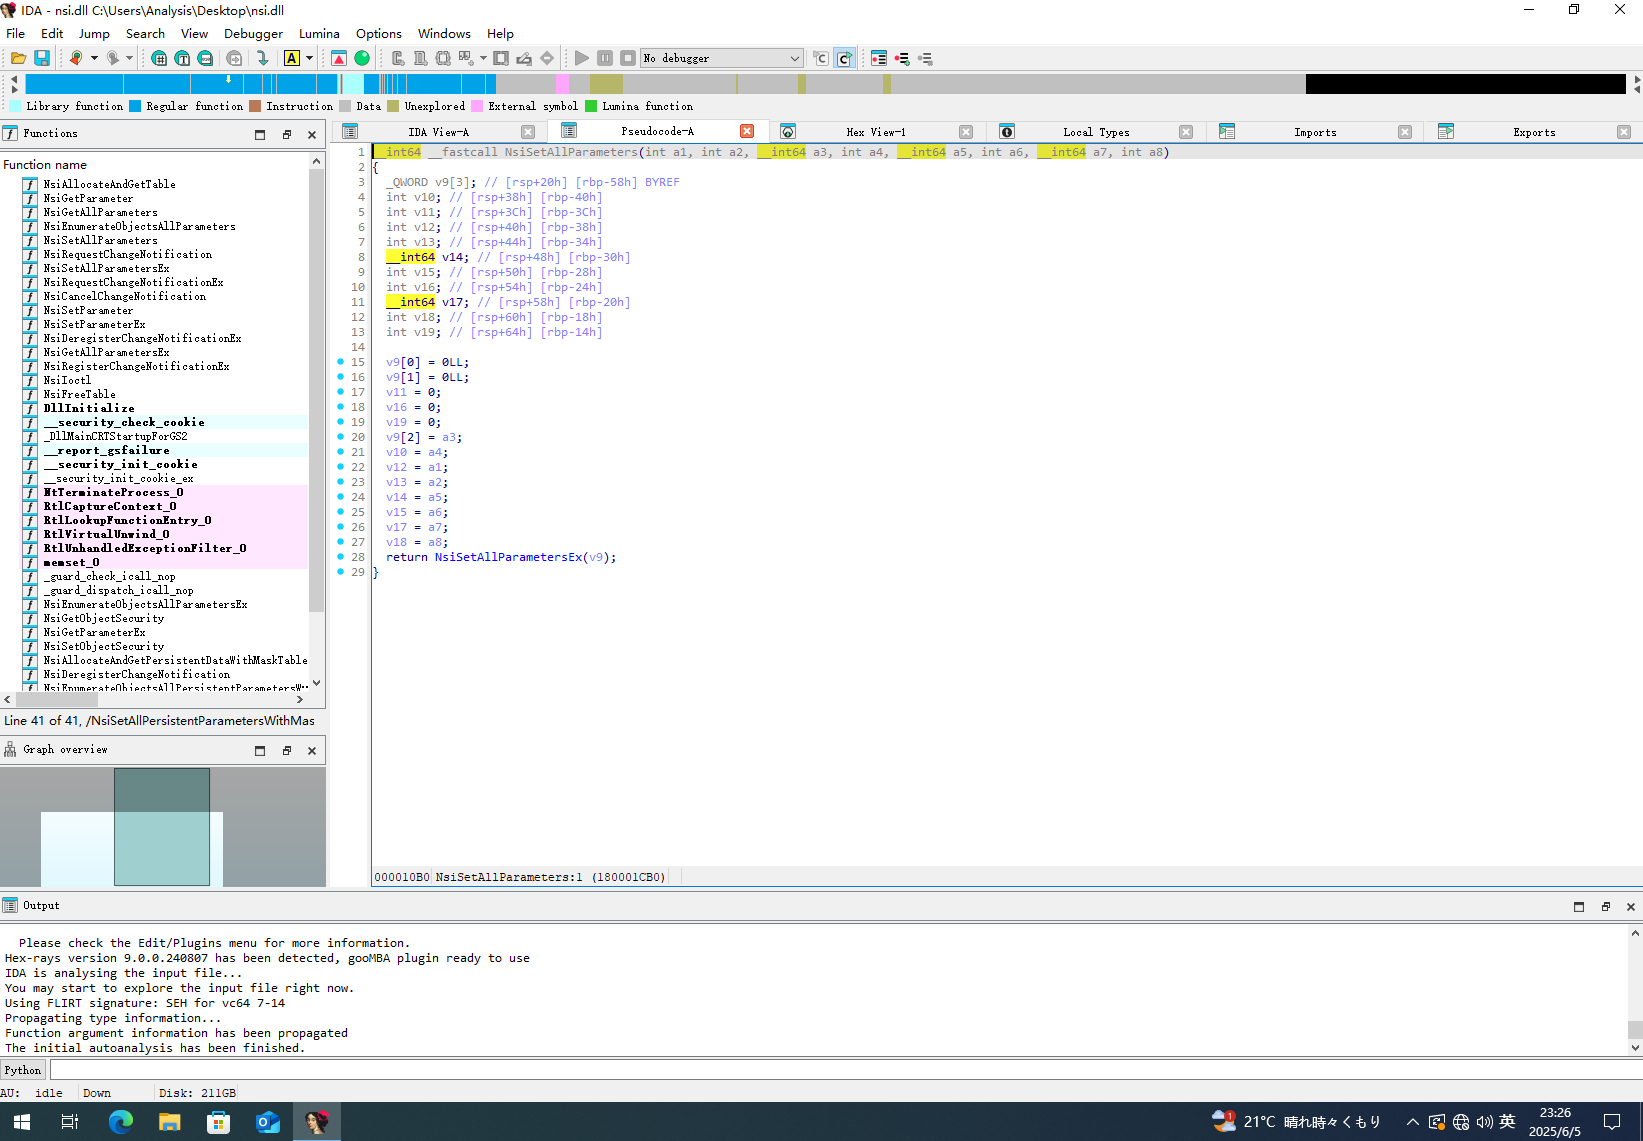 IDA - nsi.dll C:\Users\Analysis\Desktop\nsi.dll
File Edit Jump Search View Debugger Lumina Options Windows Help
No debugger
Library function Regular function Instruction Data Unexplored External symbol Lumina function
Functions
Function name
NsiAllocateAndGetTable
NsiGetParameter
NsiGetAllParameters
NsiEnumerateObjectsAllParameters
NsiSetAllParameters
NsiRequestChangeNotification
NsiSetAllParametersEx
NsiRequestChangeNotificationEx
NsiCancelChangeNotification
NsiSetParameter
NsiSetParameterEx
NsiDeregisterChangeNotificationEx
NsiGetAllParametersEx
NsiRegisterChangeNotificationEx
NsiIoctl
NsiFreeTable
DllInitialize
__security_check_cookie
_DllMainCRTStartupForGS2
__report_gsfailure
__security_init_cookie
__security_init_cookie_ex
NtTerminateProcess_0
RtlCaptureContext_0
RtlLookupFunctionEntry_0
RtlVirtualUnwind_0
RtlUnhandledExceptionFilter_0
memset_0
_guard_check_icall_nop
_guard_dispatch_icall_nop
NsiEnumerateObjectsAllParametersEx
NsiGetObjectSecurity
NsiGetParameterEx
NsiSetObjectSecurity
NsiAllocateAndGetPersistentDataWithMaskTable
NsiDeregisterChangeNotification
NsiEnumerateObjectsAllPersistentParametersW…
Line 41 of 41, /NsiSetAllPersistentParametersWithMas
Graph overview
IDA View-A Pseudocode-A Hex View-1 Local Types Imports Exports
1 __int64 __fastcall NsiSetAllParameters(int a1, int a2, __int64 a3, int a4, __int64 a5, int a6, __int64 a7, int a8)
2 {
3 _QWORD v9[3]; // [rsp+20h] [rbp-58h] BYREF
4 int v10; // [rsp+38h] [rbp-40h]
5 int v11; // [rsp+3Ch] [rbp-3Ch]
6 int v12; // [rsp+40h] [rbp-38h]
7 int v13; // [rsp+44h] [rbp-34h]
8 __int64 v14; // [rsp+48h] [rbp-30h]
9 int v15; // [rsp+50h] [rbp-28h]
10 int v16; // [rsp+54h] [rbp-24h]
11 __int64 v17; // [rsp+58h] [rbp-20h]
12 int v18; // [rsp+60h] [rbp-18h]
13 int v19; // [rsp+64h] [rbp-14h]
14
15 v9[0] = 0LL;
16 v9[1] = 0LL;
17 v11 = 0;
18 v16 = 0;
19 v19 = 0;
20 v9[2] = a3;
21 v10 = a4;
22 v12 = a1;
23 v13 = a2;
24 v14 = a5;
25 v15 = a6;
26 v17 = a7;
27 v18 = a8;
28 return NsiSetAllParametersEx(v9);
29 }
000010B0 NsiSetAllParameters:1 (180001CB0)
Output
Please check the Edit/Plugins menu for more information.
Hex-rays version 9.0.0.240807 has been detected, gooMBA plugin ready to use
IDA is analysing the input file...
You may start to explore the input file right now.
Using FLIRT signature: SEH for vc64 7-14
Propagating type information...
Function argument information has been propagated
The initial autoanalysis has been finished.
Python
AU: idle Down Disk: 211GB
1 21°C 晴れ時々くもり 英 23:26
2025/6/5